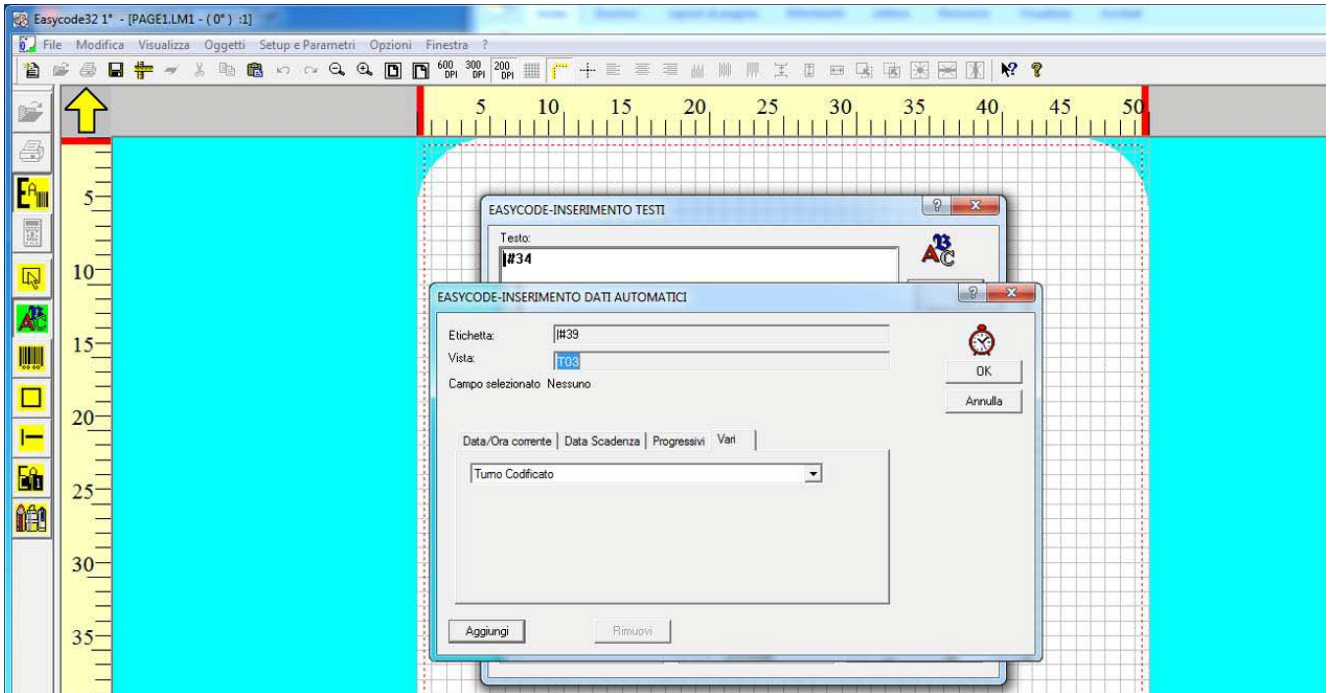 Easycode32 1° - [PAGE1.LM1 - ( 0° ) :1]
File Modifica Visualizza Oggetti Setup e Parametri Opzioni Finestra ?
600 DPI 300 DPI 200 DPI
5 10 15 20 25 30 35 40 45 50
5
10
15
20
25
30
35
EASYCODE-INSERIMENTO TESTI
Testo:
|#34
EASYCODE-INSERIMENTO DATI AUTOMATICI
Etichetta: |#39
Vista: T03
Campo selezionato Nessuno
OK
Annulla
Data/Ora corrente Data Scadenza Progressivi Vari
Turno Codificato
Aggiungi Rimuovi